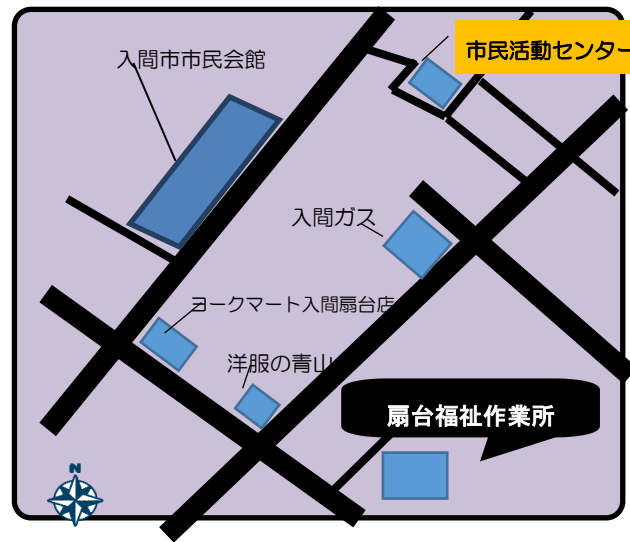 市民活動センター
入間市市民会館
入間ガス
ヨークマート入間扇台店
洋服の青山
扇台福祉作業所
N